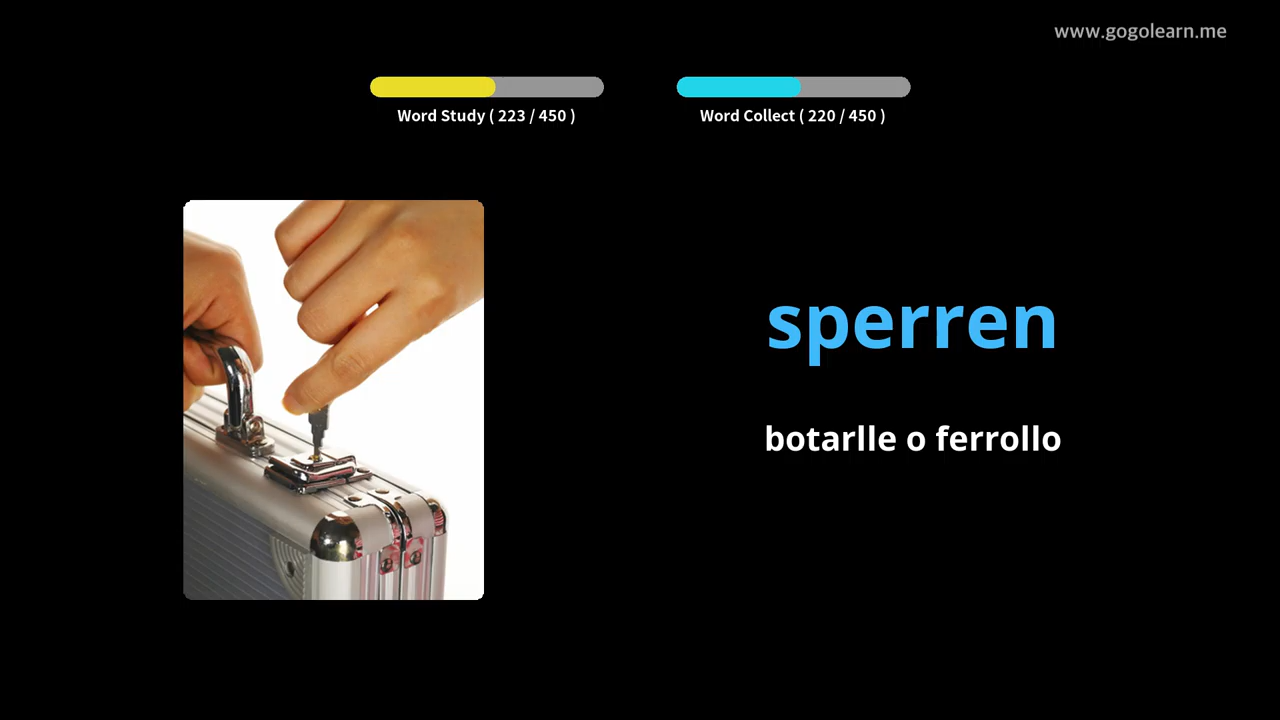 www.gogolearn.me
Word Study ( 223 / 450 )
Word Collect ( 220 / 450 )
sperren
botarlle o ferrollo